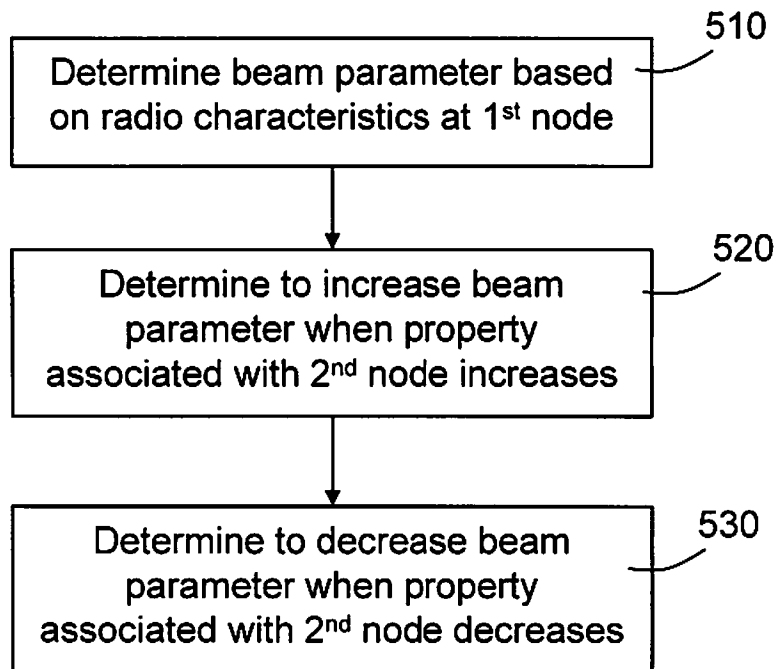 510
Determine beam parameter based
on radio characteristics at 1st node
520
Determine to increase beam
parameter when property
associated with 2nd node increases
530
Determine to decrease beam
parameter when property
associated with 2nd node decreases